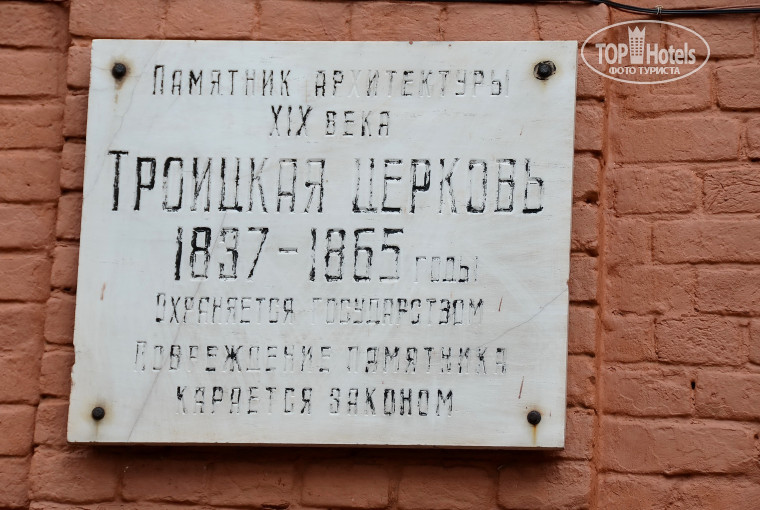 Памятник архитектуры
XIX века
Троицкая церковь
1837-1865 годы
Охраняется государством
Повреждение памятника
карается законом
TOP Hotels
ФОТО ТУРИСТА